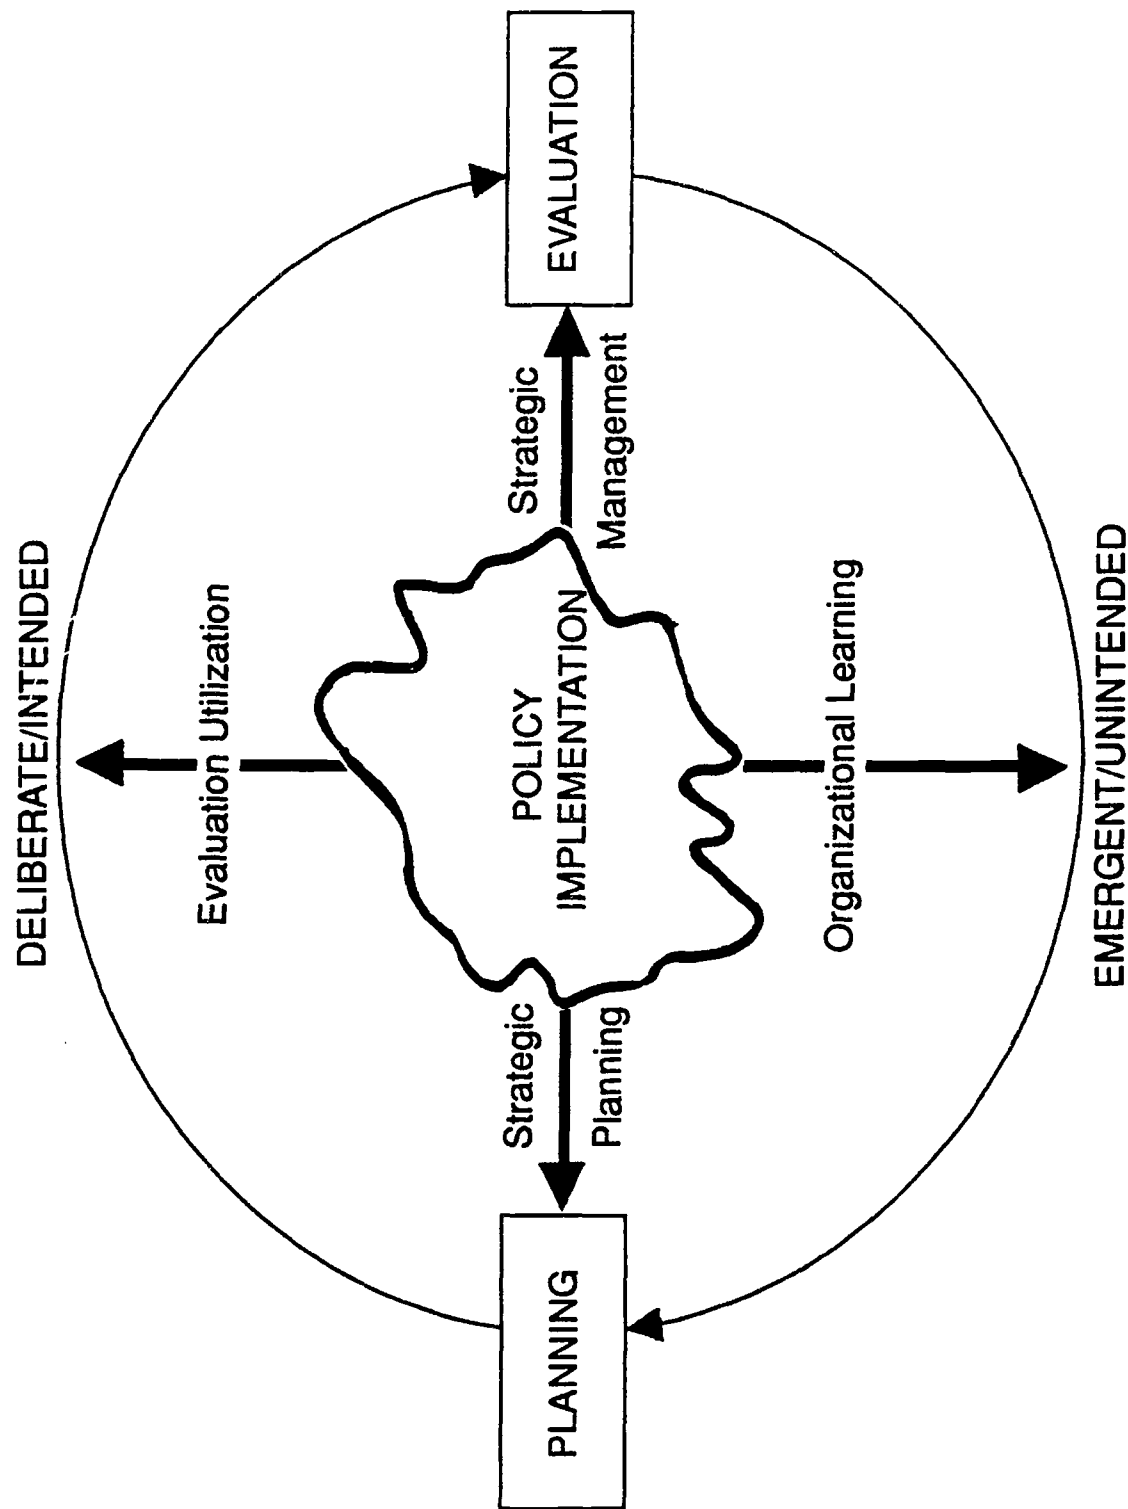 DELIBERATE/INTENDED
Evaluation Utilization
PLANNING
Strategic
Planning
POLICY
IMPLEMENTATION
Strategic
Management
EVALUATION
Organizational Learning
EMERGENT/UNINTENDED